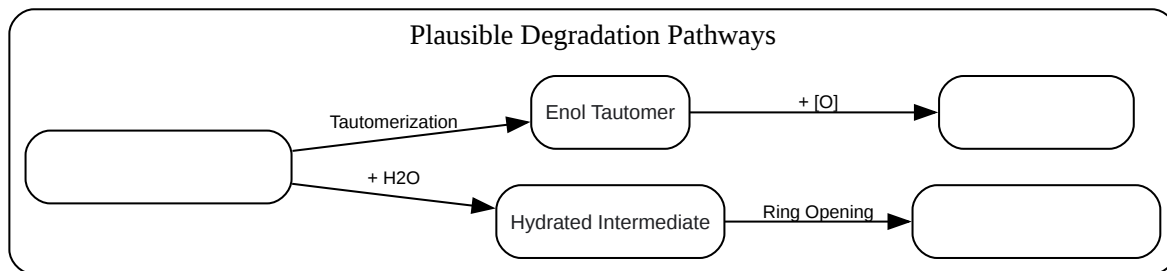 Plausible Degradation Pathways
Tautomerization
Enol Tautomer
+ [O]
+ H2O
Hydrated Intermediate
Ring Opening